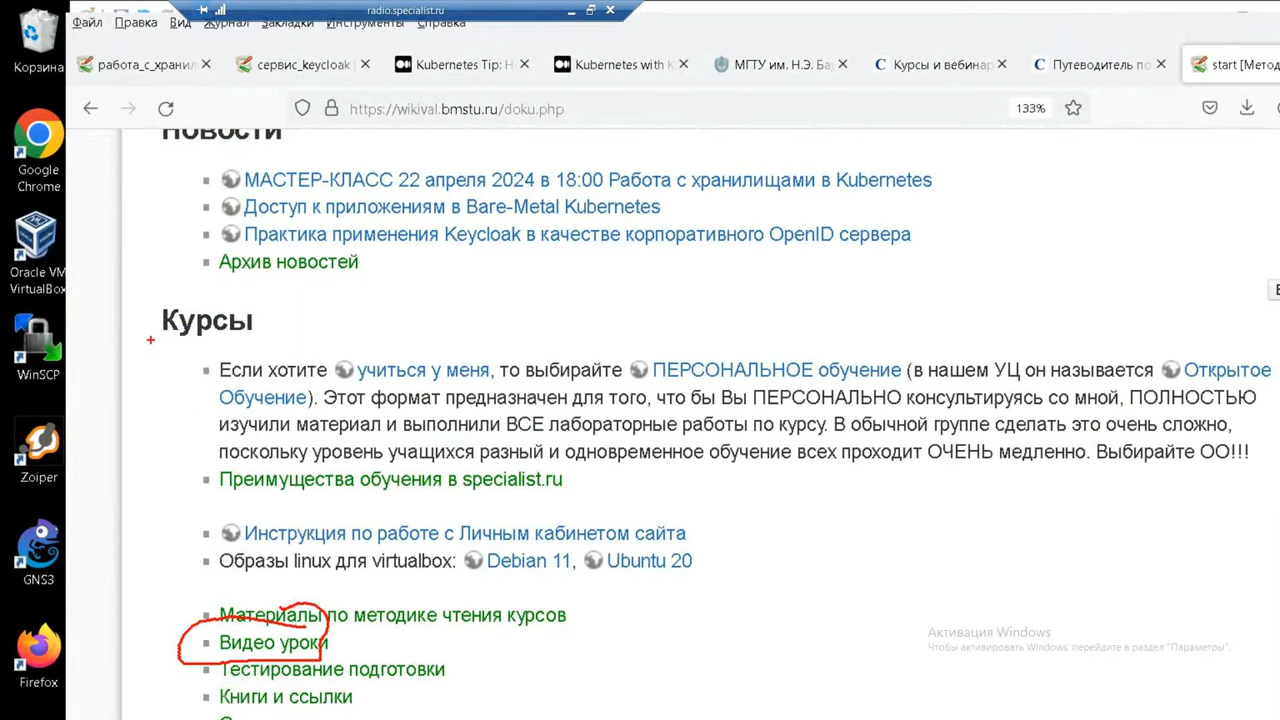 radio.specialist.ru
Файл Правка Вид Журнал Закладки Инструменты Справка
работа_с_хранил
сервис_keycloak [
Kubernetes Tip: H
Kubernetes with K
МГТУ им. Н.Э. Ба
Курсы и вебинар
Путеводитель по
start [Метод
https://wikival.bmstu.ru/doku.php
133%
Корзина
Google
Chrome
Oracle VM
VirtualBox
WinSCP
Zoiper
GNS3
Firefox
Новости
МАСТЕР-КЛАСС 22 апреля 2024 в 18:00 Работа с хранилищами в Kubernetes
Доступ к приложениям в Bare-Metal Kubernetes
Практика применения Keycloak в качестве корпоративного OpenID сервера
Архив новостей
Курсы
Если хотите учиться у меня, то выбирайте ПЕРСОНАЛЬНОЕ обучение (в нашем УЦ он называется Открытое
Обучение). Этот формат предназначен для того, что бы Вы ПЕРСОНАЛЬНО консультируясь со мной, ПОЛНОСТЬЮ
изучили материал и выполнили ВСЕ лабораторные работы по курсу. В обычной группе сделать это очень сложно,
поскольку уровень учащихся разный и одновременное обучение всех проходит ОЧЕНЬ медленно. Выбирайте ОО!!!
Преимущества обучения в specialist.ru
Инструкция по работе с Личным кабинетом сайта
Образы linux для virtualbox: Debian 11, Ubuntu 20
Материалы по методике чтения курсов
Видео уроки
Тестирование подготовки
Книги и ссылки
Активация Windows
Чтобы активировать Windows, перейдите в раздел "Параметры".